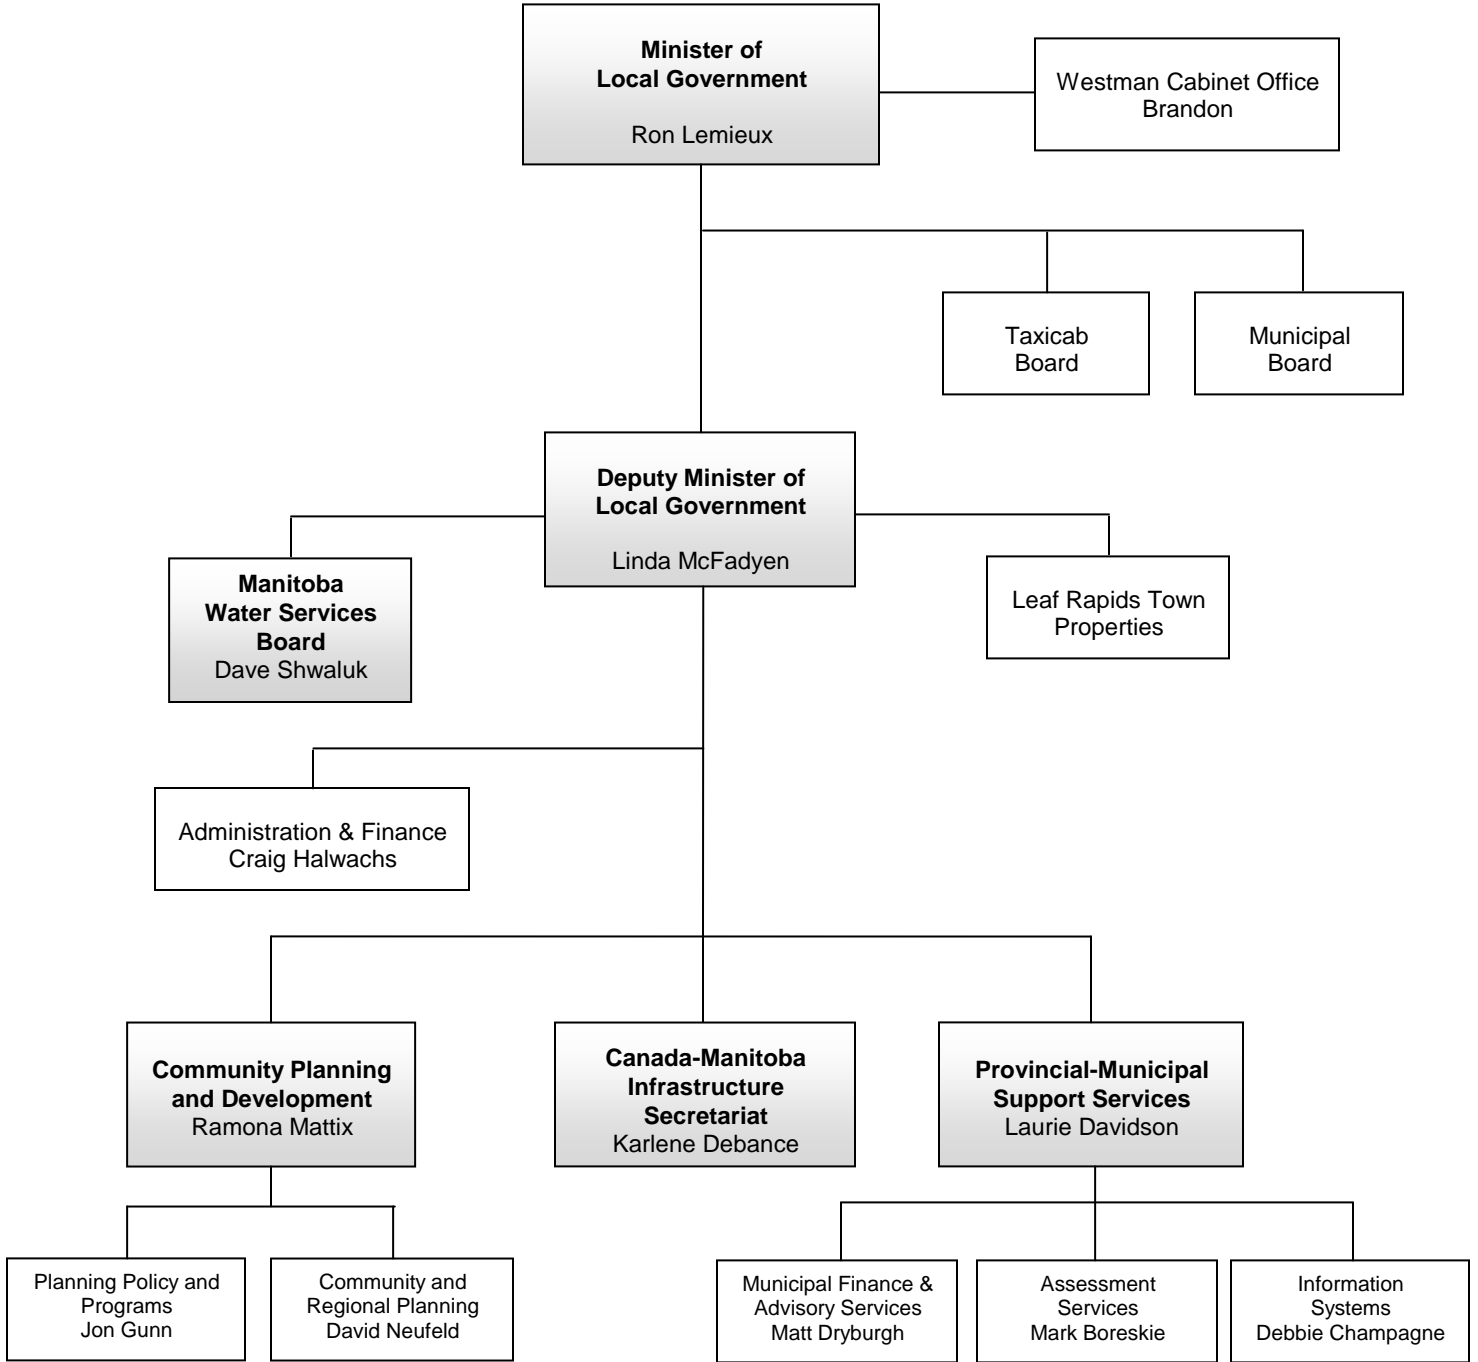 Minister of
Local Government
Ron Lemieux
Westman Cabinet Office
Brandon
Taxicab
Board
Municipal
Board
Deputy Minister of
Local Government
Linda McFadyen
Manitoba
Water Services
Board
Dave Shwaluk
Leaf Rapids Town
Properties
Administration & Finance
Craig Halwachs
Community Planning
and Development
Ramona Mattix
Canada-Manitoba
Infrastructure
Secretariat
Karlene Debance
Provincial-Municipal
Support Services
Laurie Davidson
Planning Policy and
Programs
Jon Gunn
Community and
Regional Planning
David Neufeld
Municipal Finance &
Advisory Services
Matt Dryburgh
Assessment
Services
Mark Boreskie
Information
Systems
Debbie Champagne